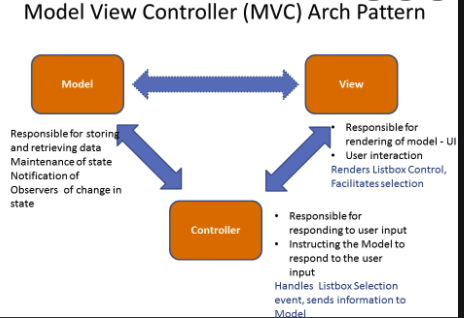 Model View Controller (MVC) Arch Pattern
Model
View
Responsible for storing
and retrieving data
Maintenance of state
Notification of
Observers of change in
state
• Responsible for
rendering of model - UI
• User interaction
Renders Listbox Control,
Facilitates selection
Controller
• Responsible for
responding to user input
• Instructing the Model to
respond to the user
input
Handles Listbox Selection
event, sends information to
Model